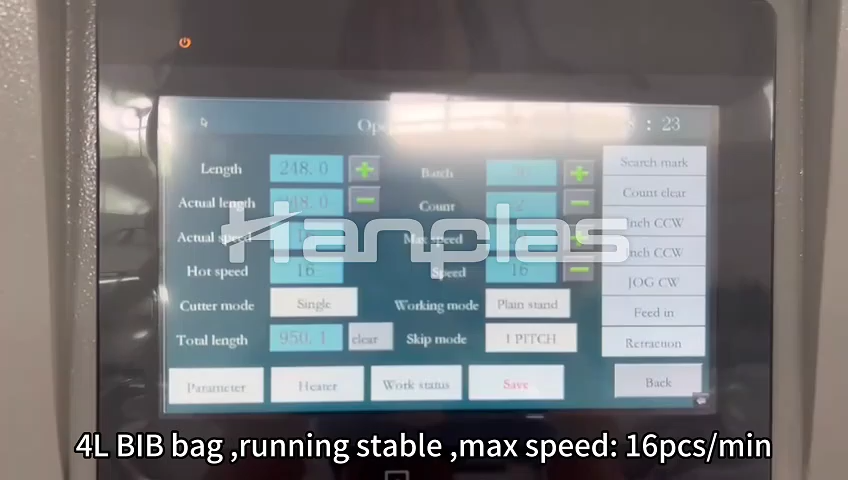 : 23
Length 248.0 Batch Search mark
Actual length 248.0 Count 2 Count clear
Actual speed Max speed Inch CCW
Hanplas
Hot speed 16 Speed 16 Inch CCW
JOG CW
Cutter mode Single Working mode Plain stand
Feed in
Total length 950.1 clear Skip mode 1 PITCH
Retraction
Parameter Heater Work status Save Back
4L BIB bag ,running stable ,max speed: 16pcs/min